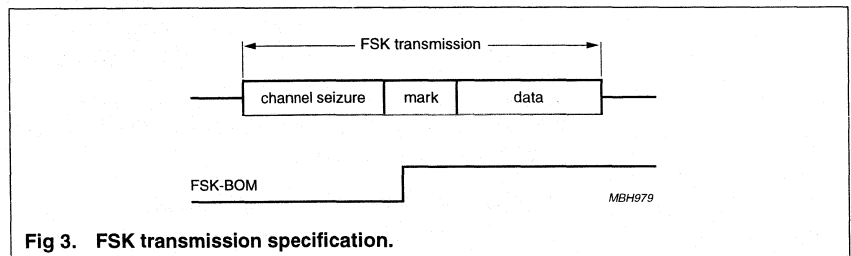 FSK transmission
channel seizure mark data
FSK-BOM
MBH979
Fig 3. FSK transmission specification.